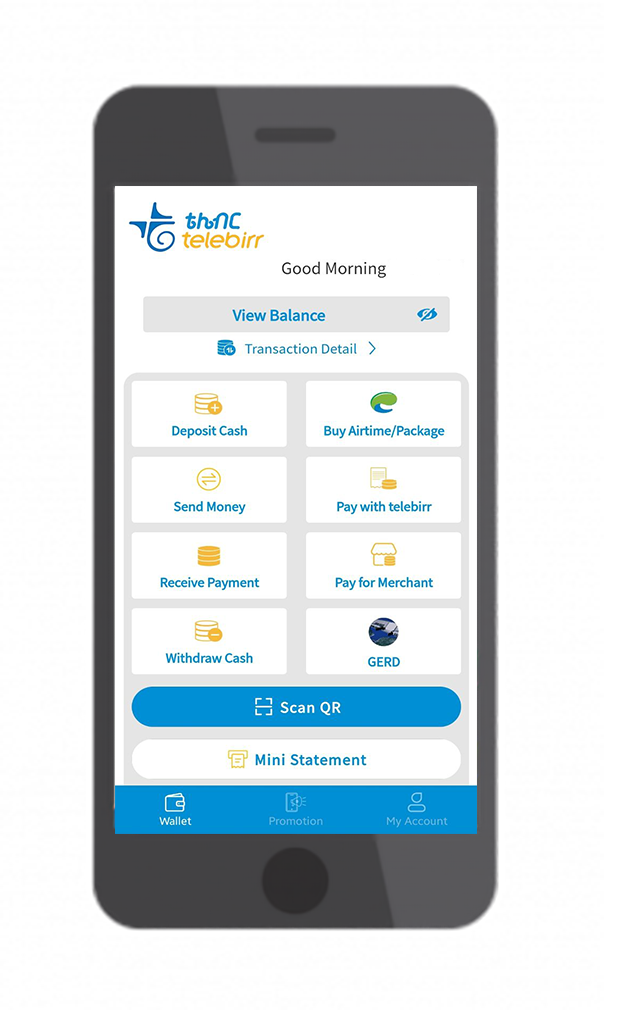 ቴሌብር
telebirr
Good Morning
View Balance
Transaction Detail
Deposit Cash
Buy Airtime/Package
Send Money
Pay with telebirr
Receive Payment
Pay for Merchant
Withdraw Cash
GERD
Scan QR
Mini Statement
Wallet
Promotion
My Account